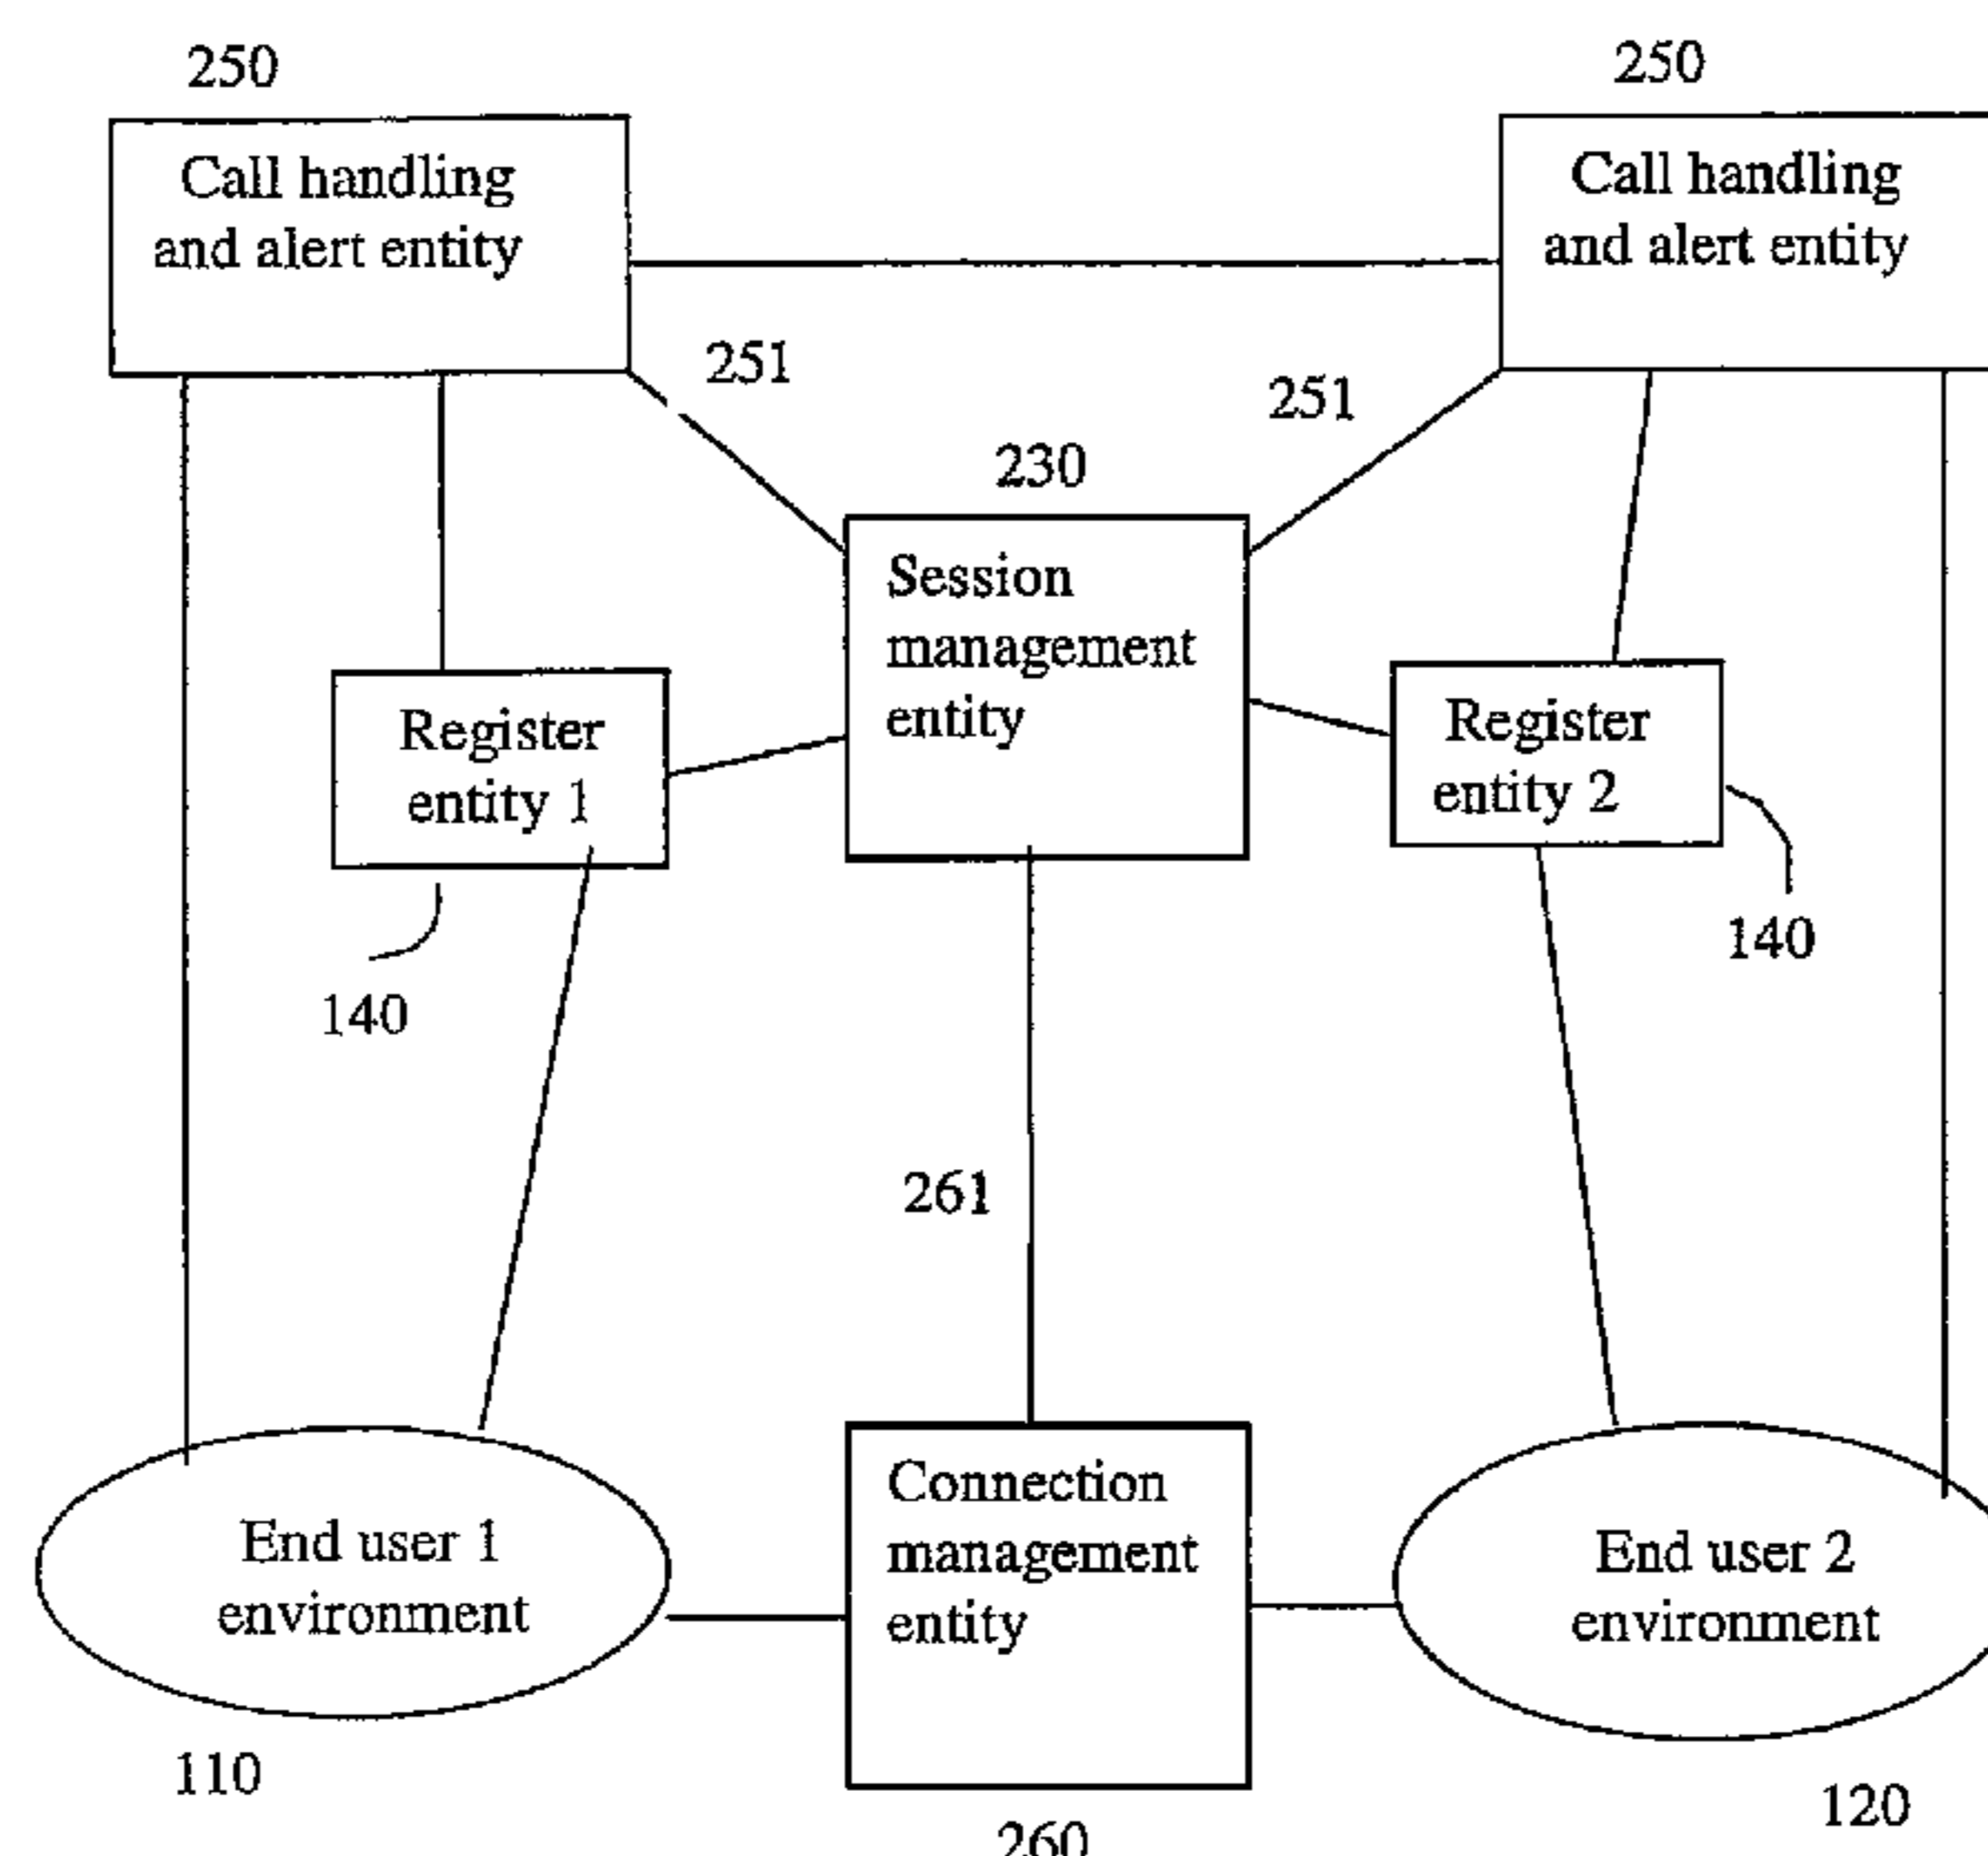 250
250
Call handling
and alert entity
Call handling
and alert entity
251
251
230
Session
management
entity
Register
entity 1
Register
entity 2
140
140
261
End user 1
environment
Connection
management
entity
End user 2
environment
110
120
260